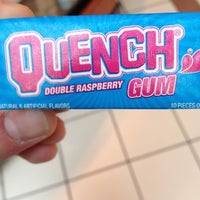 QUENCH
DOUBLE RASPBERRY GUM
NATURAL & ARTIFICIAL FLAVORS 10 PIECES